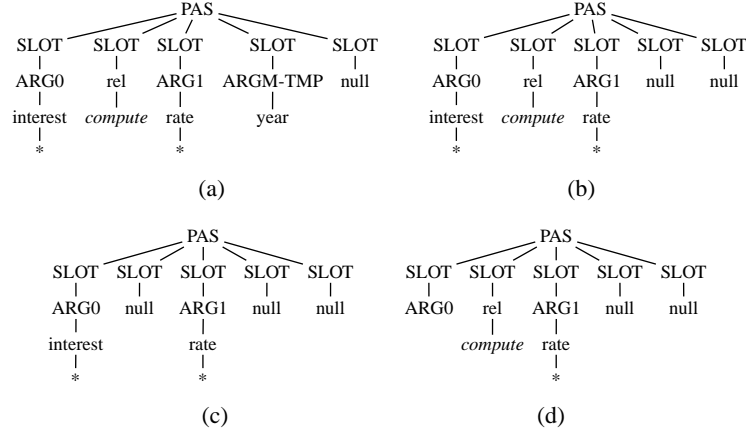 PAS
SLOT SLOT SLOT SLOT SLOT
ARG0 rel ARG1 ARGM-TMP null
interest compute rate year
* *
(a)
PAS
SLOT SLOT SLOT SLOT SLOT
ARG0 rel ARG1 null null
interest compute rate
* *
(b)
PAS
SLOT SLOT SLOT SLOT SLOT
ARG0 null ARG1 null null
interest rate
* *
(c)
PAS
SLOT SLOT SLOT SLOT SLOT
ARG0 rel ARG1 null null
compute rate
*
(d)